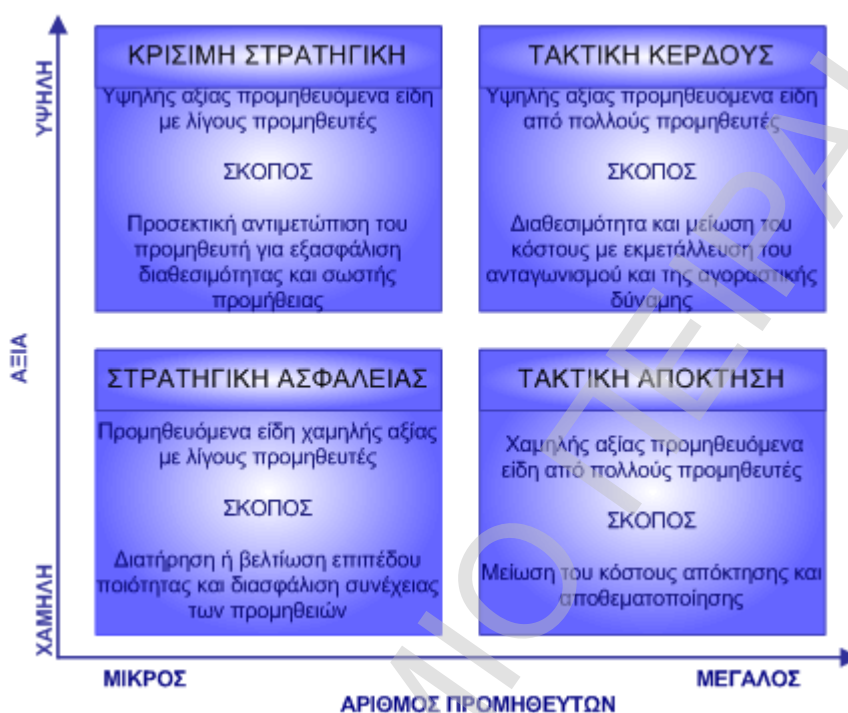 ΥΨΗΛΗ
ΑΞΙΑ
ΧΑΜΗΛΗ
ΚΡΙΣΙΜΗ ΣΤΡΑΤΗΓΙΚΗ
Υψηλής αξίας προμηθευόμενα είδη
με λίγους προμηθευτές
ΣΚΟΠΟΣ
Προσεκτική αντιμετώπιση του
προμηθευτή για εξασφάλιση
διαθεσιμότητας και σωστής
προμήθειας
ΤΑΚΤΙΚΗ ΚΕΡΔΟΥΣ
Υψηλής αξίας προμηθευόμενα είδη
από πολλούς προμηθευτές
ΣΚΟΠΟΣ
Διαθεσιμότητα και μείωση του
κόστους με εκμετάλλευση του
ανταγωνισμού και της αγοραστικής
δύναμης
ΣΤΡΑΤΗΓΙΚΗ ΑΣΦΑΛΕΙΑΣ
Προμηθευόμενα είδη χαμηλής αξίας
με λίγους προμηθευτές
ΣΚΟΠΟΣ
Διατήρηση ή βελτίωση επιπέδου
ποιότητας και διασφάλιση συνέχειας
των προμηθειών
ΤΑΚΤΙΚΗ ΑΠΟΚΤΗΣΗ
Χαμηλής αξίας προμηθευόμενα
είδη από πολλούς προμηθευτές
ΣΚΟΠΟΣ
Μείωση του κόστους απόκτησης και
αποθεματοποίησης
ΜΙΚΡΟΣ
ΜΕΓΑΛΟΣ
ΑΡΙΘΜΟΣ ΠΡΟΜΗΘΕΥΤΩΝ